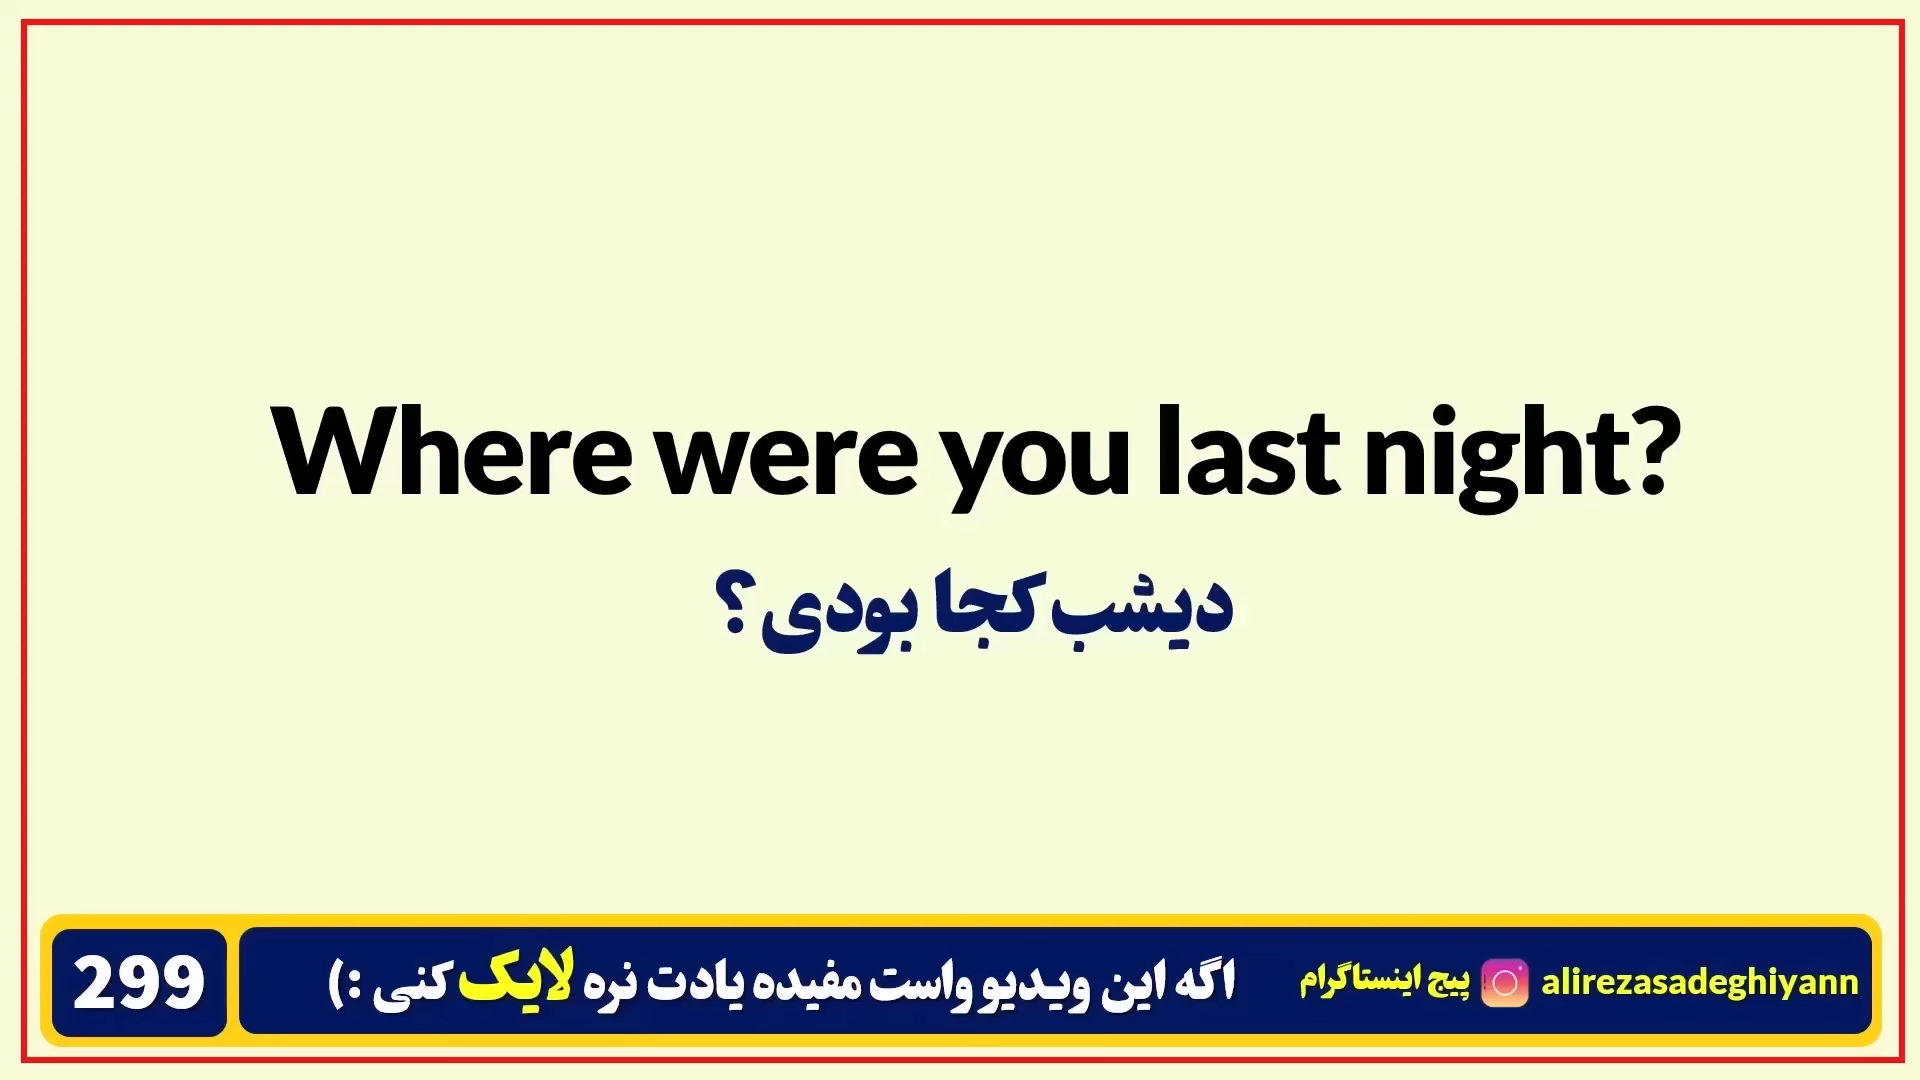 Where were you last night?
دیشب کجا بودی؟
299
اگه این ویدیو واست مفیده یادت نره لایک کنی :)
پیج اینستاگرام alirezasadeghiyann